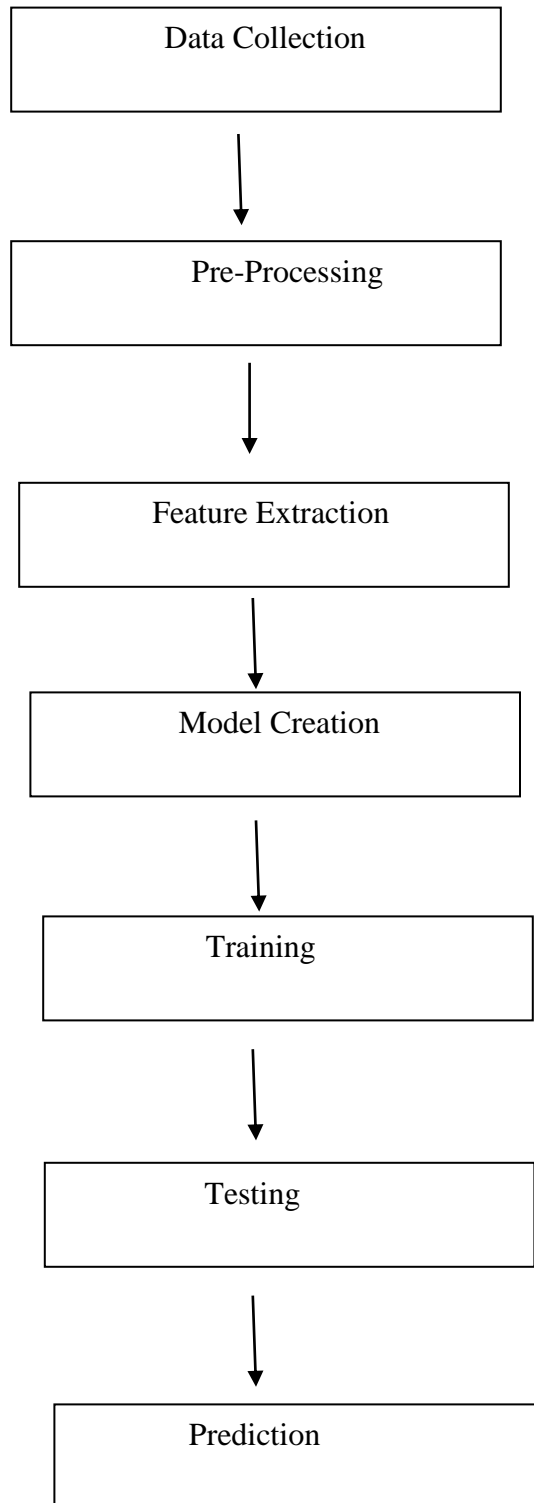 Data Collection
Pre-Processing
Feature Extraction
Model Creation
Training
Testing
Prediction